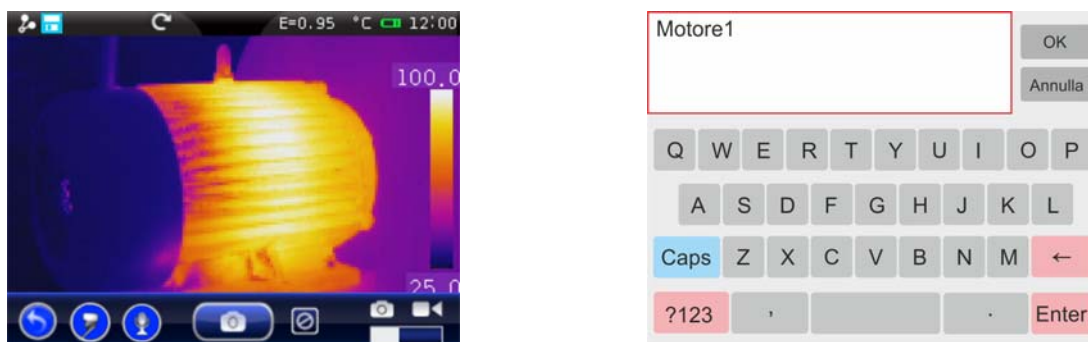 E=0.95 °C 12:00
100.0
25.0
Motore1
OK
Annulla
Q W E R T Y U I O P
A S D F G H J K L
Caps Z X C V B N M ←
?123 , .
Enter